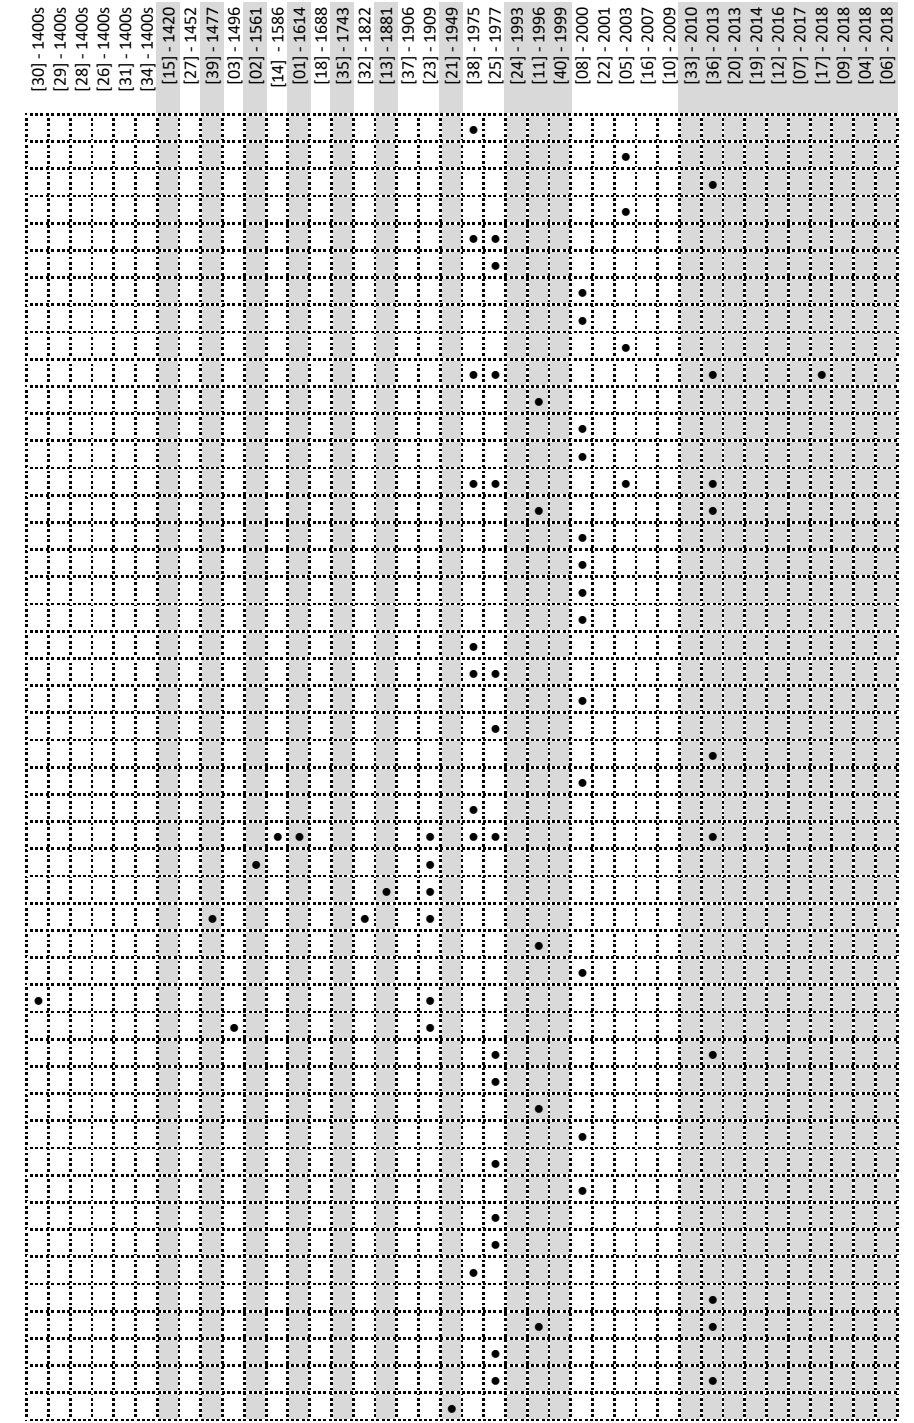 [30] - 1400s
[29] - 1400s
[28] - 1400s
[26] - 1400s
[31] - 1400s
[34] - 1400s
[15] - 1420
[27] - 1452
[39] - 1477
[03] - 1496
[02] - 1561
[14] - 1586
[01] - 1614
[18] - 1688
[35] - 1743
[32] - 1822
[13] - 1881
[37] - 1906
[23] - 1909
[21] - 1949
[38] - 1975
[25] - 1977
[24] - 1993
[11] - 1996
[40] - 1999
[08] - 2000
[22] - 2001
[05] - 2003
[16] - 2007
[10] - 2009
[33] - 2010
[36] - 2013
[20] - 2013
[19] - 2014
[12] - 2016
[07] - 2017
[17] - 2018
[09] - 2018
[04] - 2018
[06] - 2018